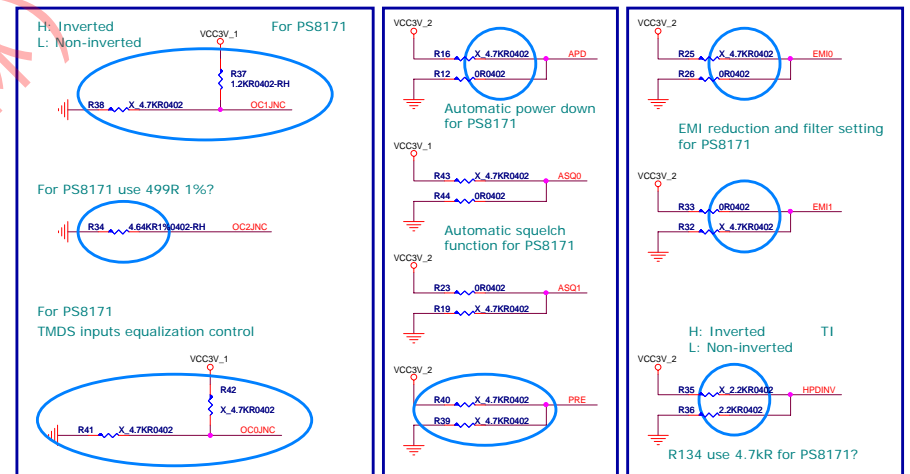 H: Inverted
L: Non-inverted
For PS8171
VCC3V_1
R37
1.2KR0402-RH
R38
X_4.7KR0402
OC1JNC
For PS8171 use 499R 1%?
R34
4.64KR1%0402-RH
OC2JNC
For PS8171
TMDS inputs equalization control
VCC3V_1
R42
X_4.7KR0402
R41
X_4.7KR0402
OC0JNC
VCC3V_2
R16
X_4.7KR0402
APD
R12
0R0402
Automatic power down
for PS8171
VCC3V_1
R43
X_4.7KR0402
ASQ0
R44
0R0402
Automatic squelch
function for PS8171
VCC3V_2
R23
0R0402
ASQ1
R19
X_4.7KR0402
VCC3V_2
R40
X_4.7KR0402
PRE
R39
X_4.7KR0402
VCC3V_2
R25
X_4.7KR0402
EMI0
R26
0R0402
EMI reduction and filter setting
for PS8171
VCC3V_2
R33
0R0402
EMI1
R32
X_4.7KR0402
H: Inverted
TI
L: Non-inverted
VCC3V_2
R35
X_2.2KR0402
HPDINV
R36
2.2KR0402
R134 use 4.7kR for PS8171?